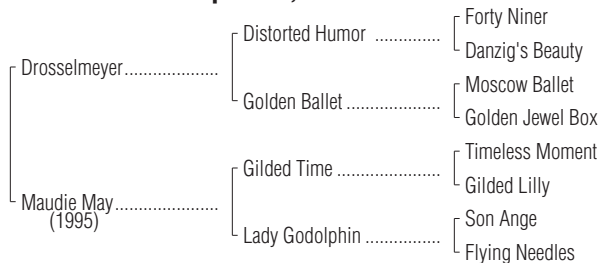 Forty Niner
Distorted Humor ...............
Danzig's Beauty
Drosselmeyer.....................
Moscow Ballet
Golden Ballet .....................
Golden Jewel Box
Timeless Moment
Gilded Time .......................
Gilded Lilly
Maudie May.......................
(1995)
Son Ange
Lady Godolphin .................
Flying Needles